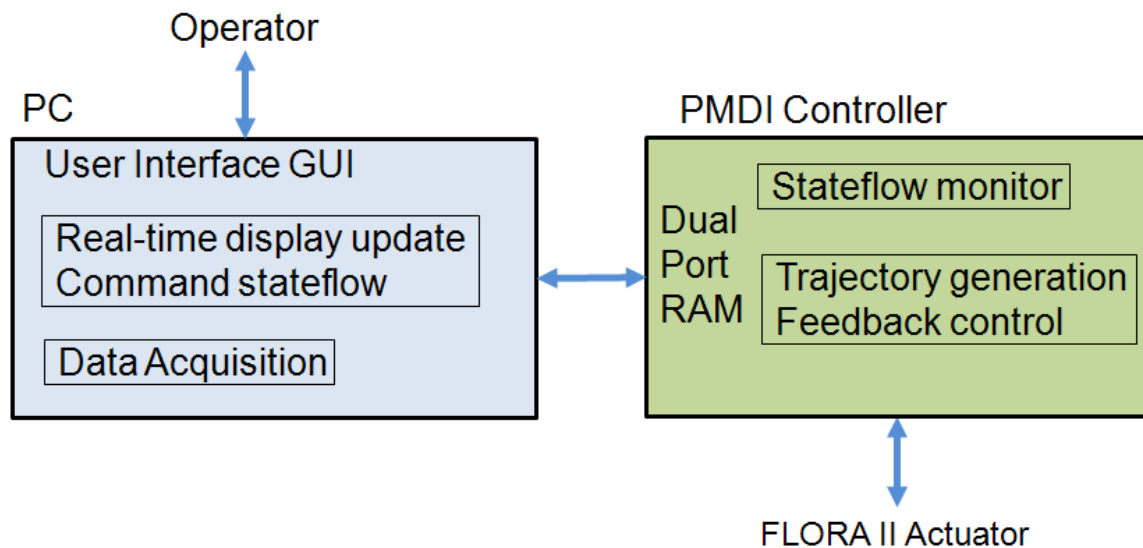 Operator
PC
User Interface GUI
Real-time display update
Command stateflow
Data Acquisition
PMDI Controller
Stateflow monitor
Dual
Port
RAM
Trajectory generation
Feedback control
FLORA II Actuator